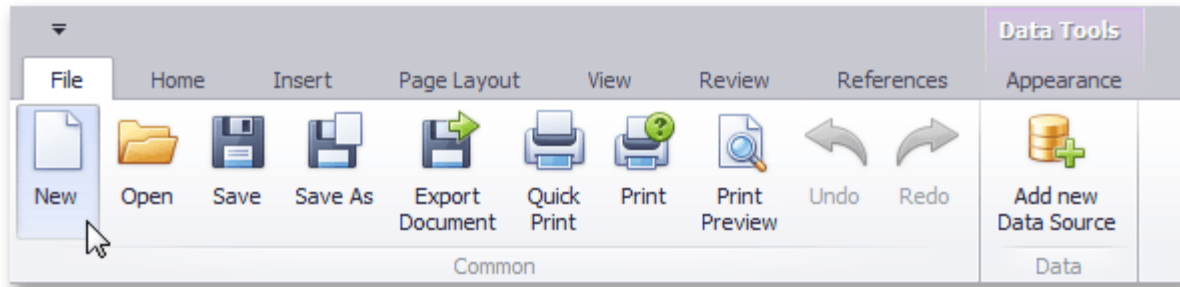 Data Tools
File Home Insert Page Layout View Review References Appearance
New Open Save Save As Export Document Quick Print Print Print Preview Undo Redo Add new Data Source
Common Data